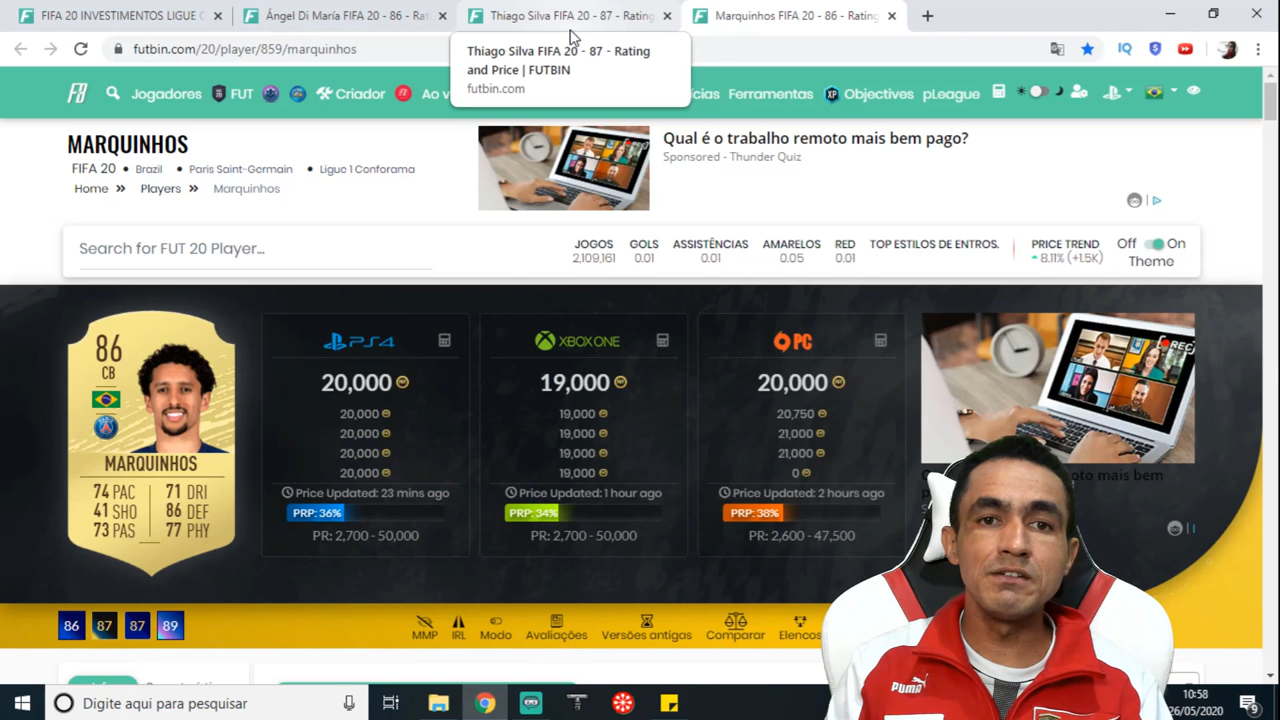 FIFA 20 INVESTIMENTOS LIGUE C
Ángel Di María FIFA 20 - 86 - Rat
Thiago Silva FIFA 20 - 87 - Rating
Marquinhos FIFA 20 - 86 - Rating
futbin.com/20/player/859/marquinhos
Thiago Silva FIFA 20 - 87 - Rating
and Price | FUTBIN
futbin.com
Jogadores
FUT
Criador
Ao v
cias
Ferramentas
XP
Objectives
pLeague
MARQUINHOS
FIFA 20
Brazil
Paris Saint-Germain
Ligue 1 Conforama
Home
Players
Marquinhos
Qual é o trabalho remoto mais bem pago?
Sponsored - Thunder Quiz
Search for FUT 20 Player...
JOGOS
2,109,161
GOLS
0.01
ASSISTÊNCIAS
0.01
AMARELOS
0.05
RED
0.01
TOP ESTILOS DE ENTROS.
PRICE TREND
8.11% (+1.5K)
Off
On
Theme
86
CB
MARQUINHOS
74 PAC
41 SHO
73 PAS
71 DRI
86 DEF
77 PHY
PS4
20,000
20,000
20,000
20,000
20,000
Price Updated: 23 mins ago
PRP: 36%
PR: 2,700 - 50,000
XBOX ONE
19,000
19,000
19,000
19,000
19,000
Price Updated: 1 hour ago
PRP: 34%
PR: 2,700 - 50,000
PC
20,000
20,750
21,000
21,000
0
Price Updated: 2 hours ago
PRP: 38%
PR: 2,600 - 47,500
REC
moto mais bem
86
87
87
89
MMP
IRL
Modo
Avaliações
Versões antigas
Comparar
Elencos
PUMA
Digite aqui para pesquisar
10:58
26/05/2020
9